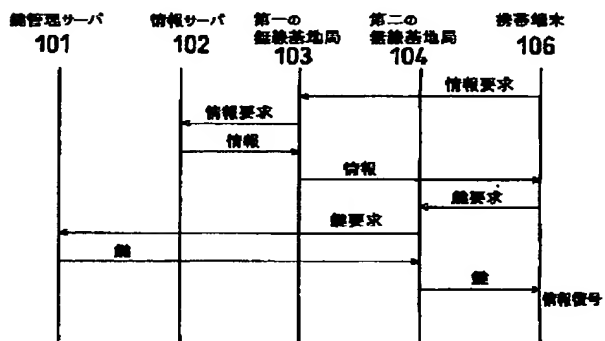 鍵管理サーバ
101
情報サーバ
102
第一の
無線基地局
103
第二の
無線基地局
104
携帯端末
106
情報要求
情報要求
情報
情報
鍵要求
鍵要求
鍵
鍵
情報復号